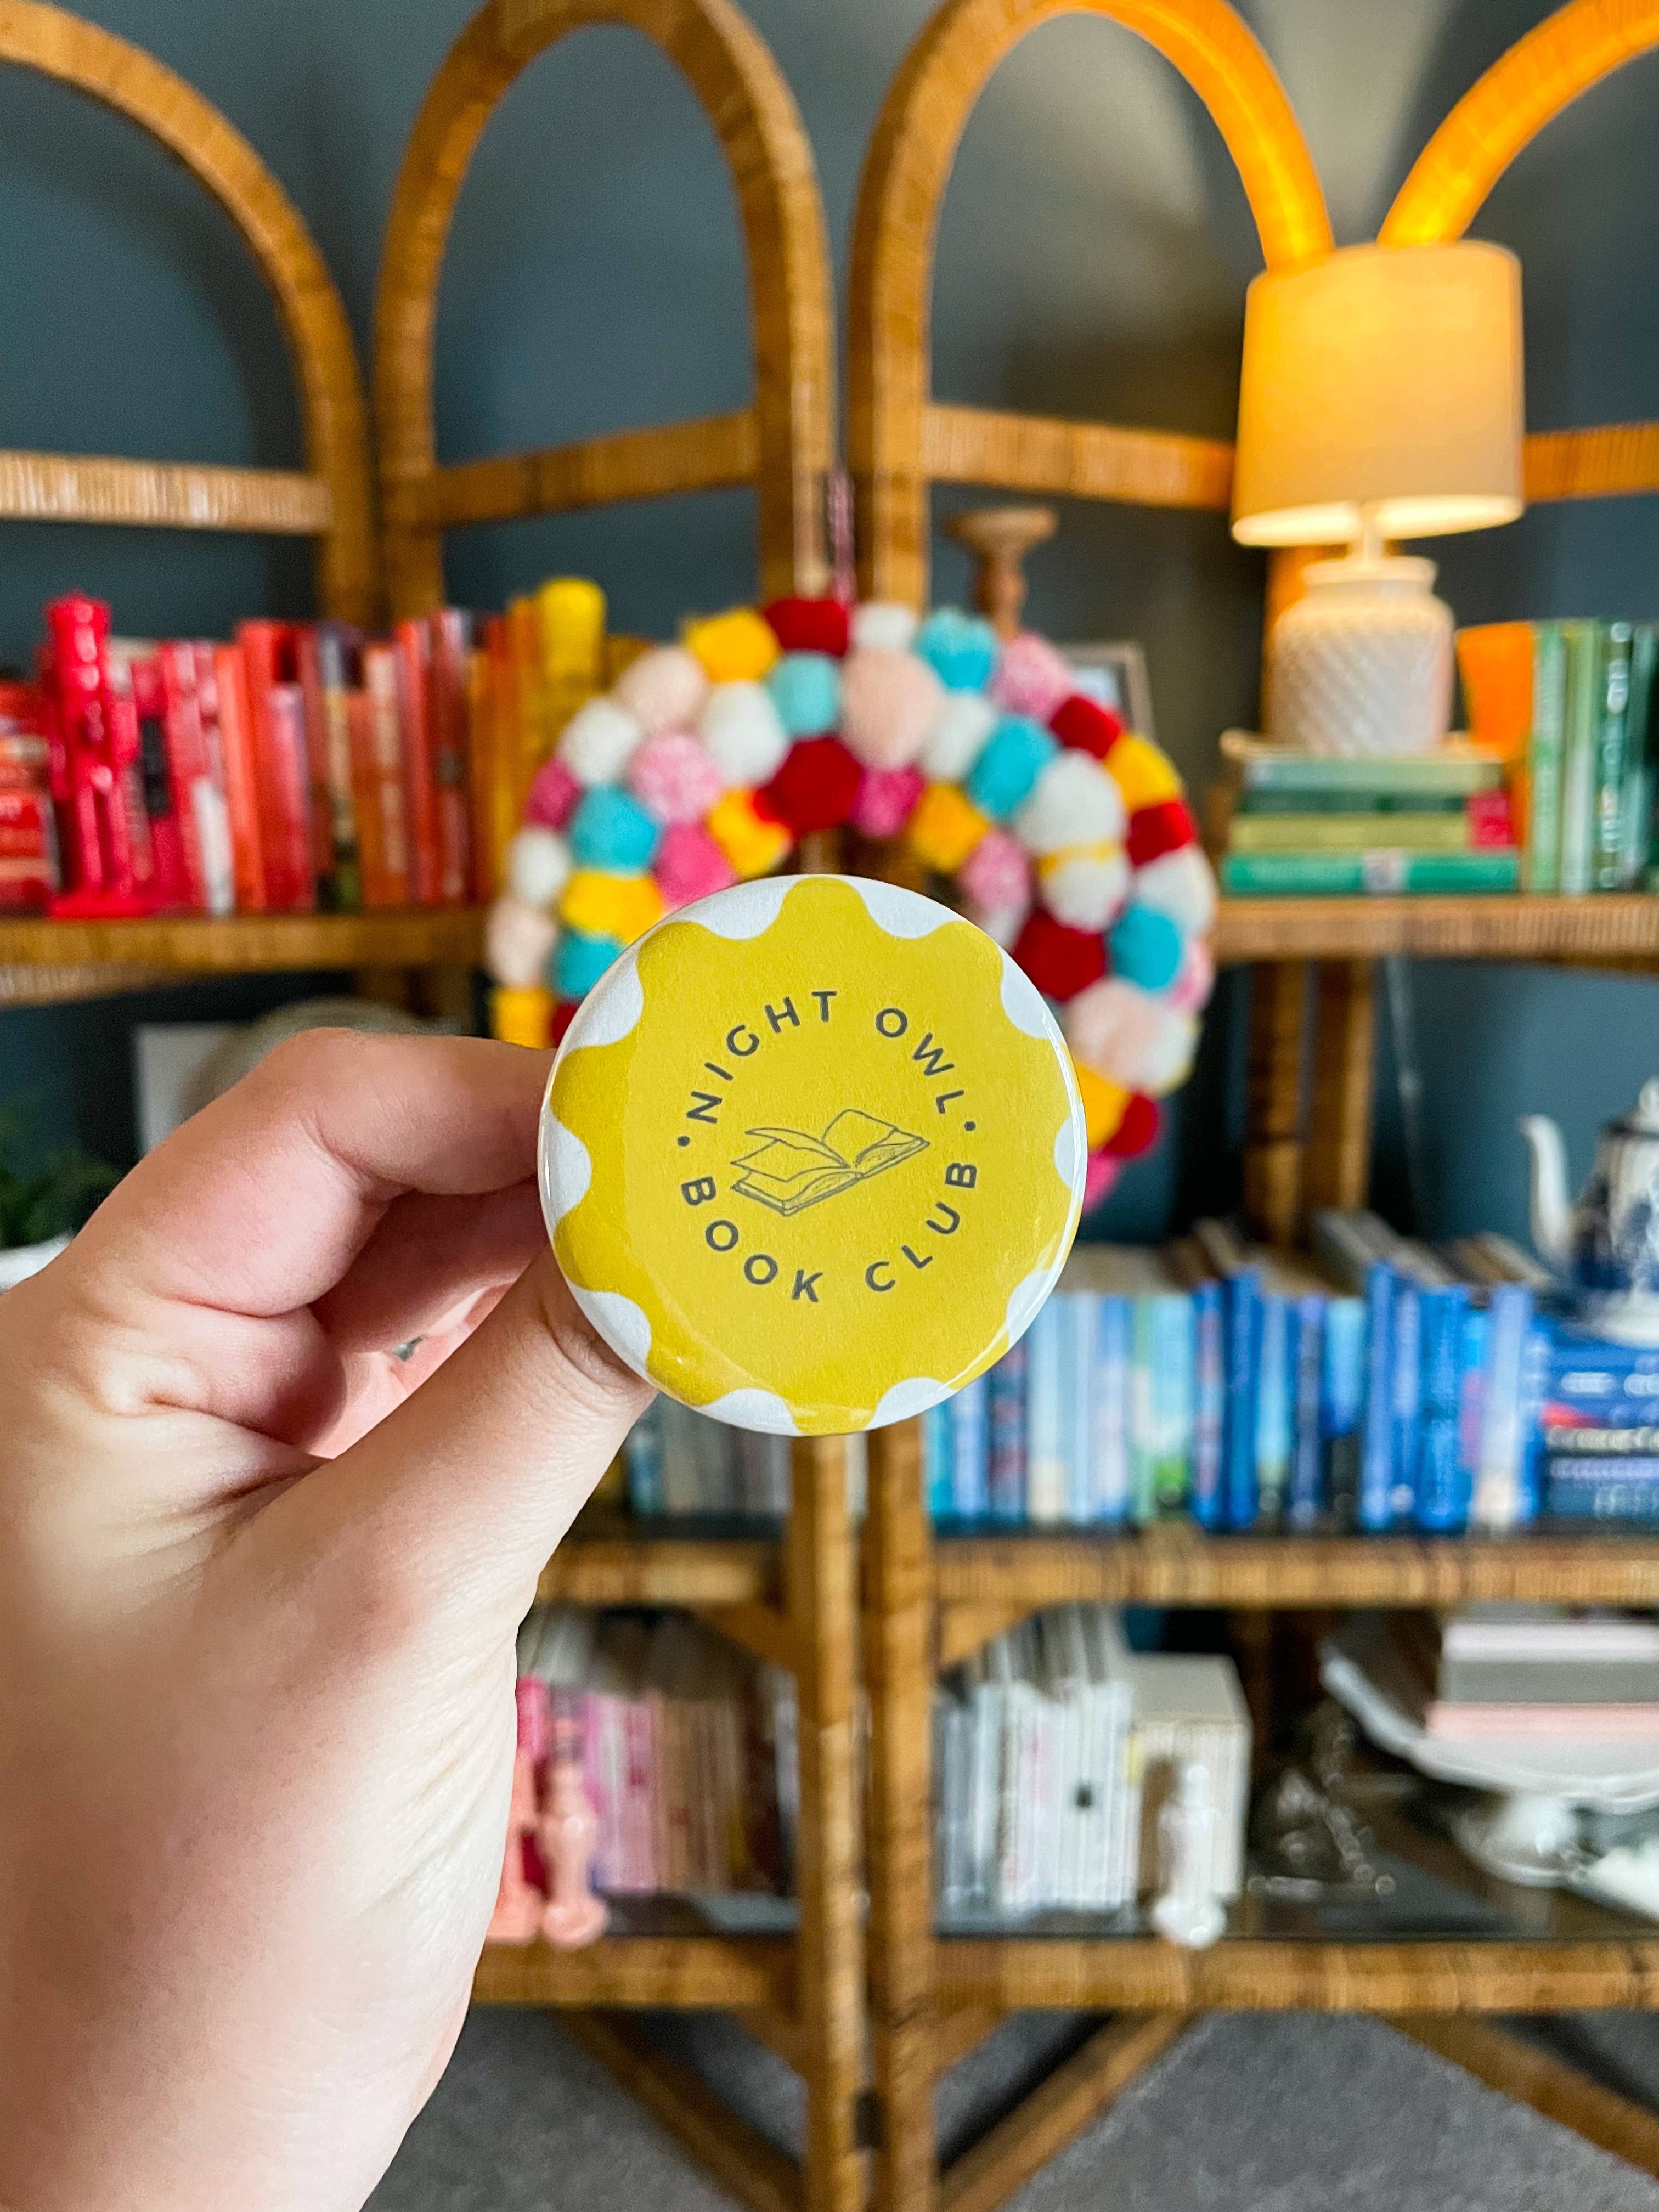 • NIGHT OWL •
BOOK CLUB